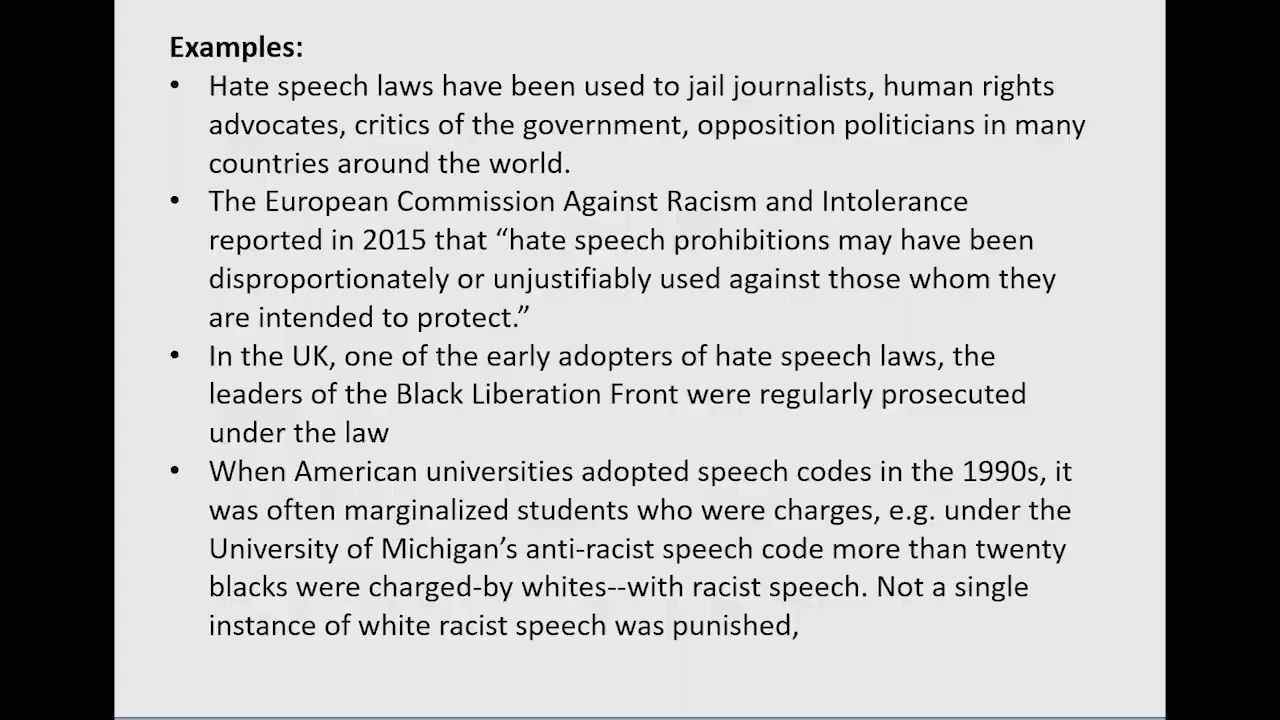 Examples:
• Hate speech laws have been used to jail journalists, human rights
advocates, critics of the government, opposition politicians in many
countries around the world.
• The European Commission Against Racism and Intolerance
reported in 2015 that “hate speech prohibitions may have been
disproportionately or unjustifiably used against those whom they
are intended to protect.”
• In the UK, one of the early adopters of hate speech laws, the
leaders of the Black Liberation Front were regularly prosecuted
under the law
• When American universities adopted speech codes in the 1990s, it
was often marginalized students who were charges, e.g. under the
University of Michigan’s anti-racist speech code more than twenty
blacks were charged-by whites--with racist speech. Not a single
instance of white racist speech was punished,